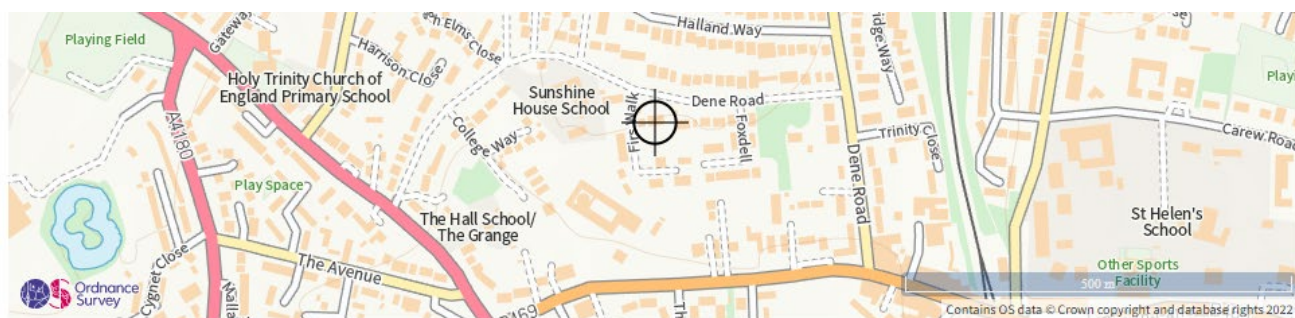 Playing Field
Gateway
Harrison Close
Elms Close
Halland Way
Holy Trinity Church of
England Primary School
Sunshine
House School
Firs Walk
Dene Road
Foxdell
Trinity Close
Carew Road
A4180
College Way
Dene Road
Play Space
The Hall School/
The Grange
St Helen's
School
The Avenue
Cygnet Close
Other Sports
Facility
500 m
Ordnance
Survey
Contains OS data © Crown copyright and database rights 2022